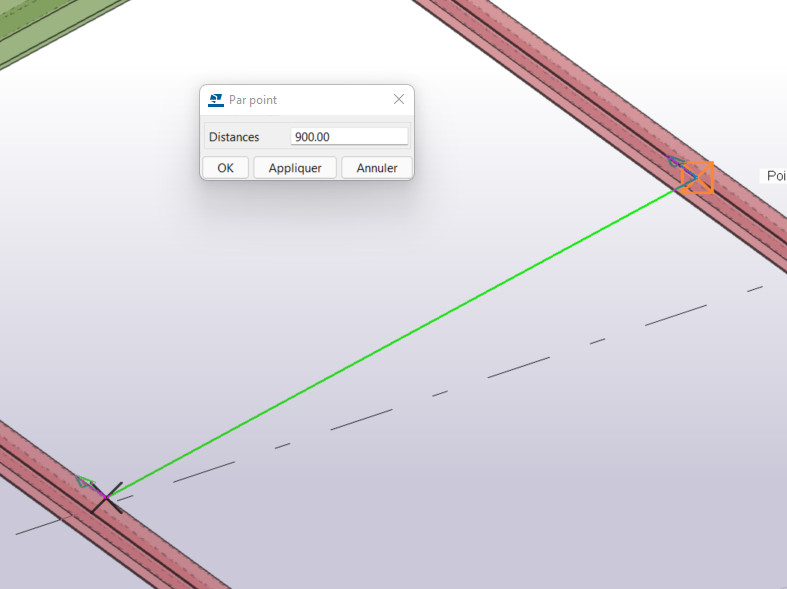 Par point
Distances 900.00
OK Appliquer Annuler
Poi